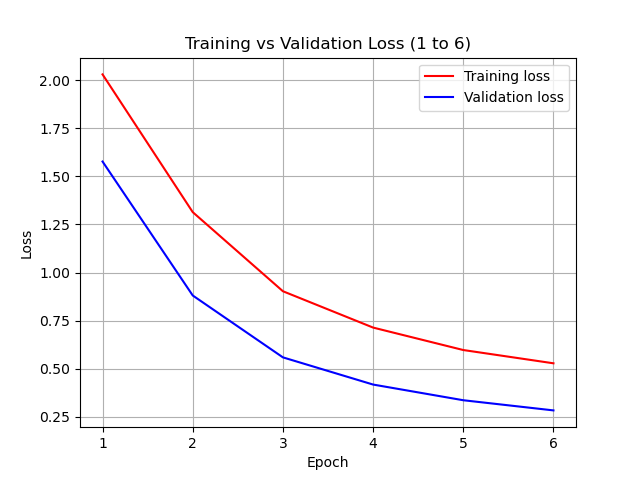 Training vs Validation Loss (1 to 6)
Training loss
Validation loss
2.00
1.75
1.50
1.25
1.00
0.75
0.50
0.25
Loss
1 2 3 4 5 6
Epoch